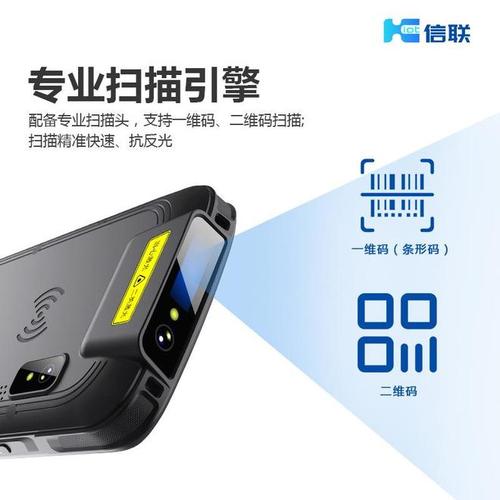 iot 信联
专业扫描引擎
配备专业扫描头，支持一维码、二维码扫描;
扫描精准快速、抗反光
一维码（条形码）
二维码